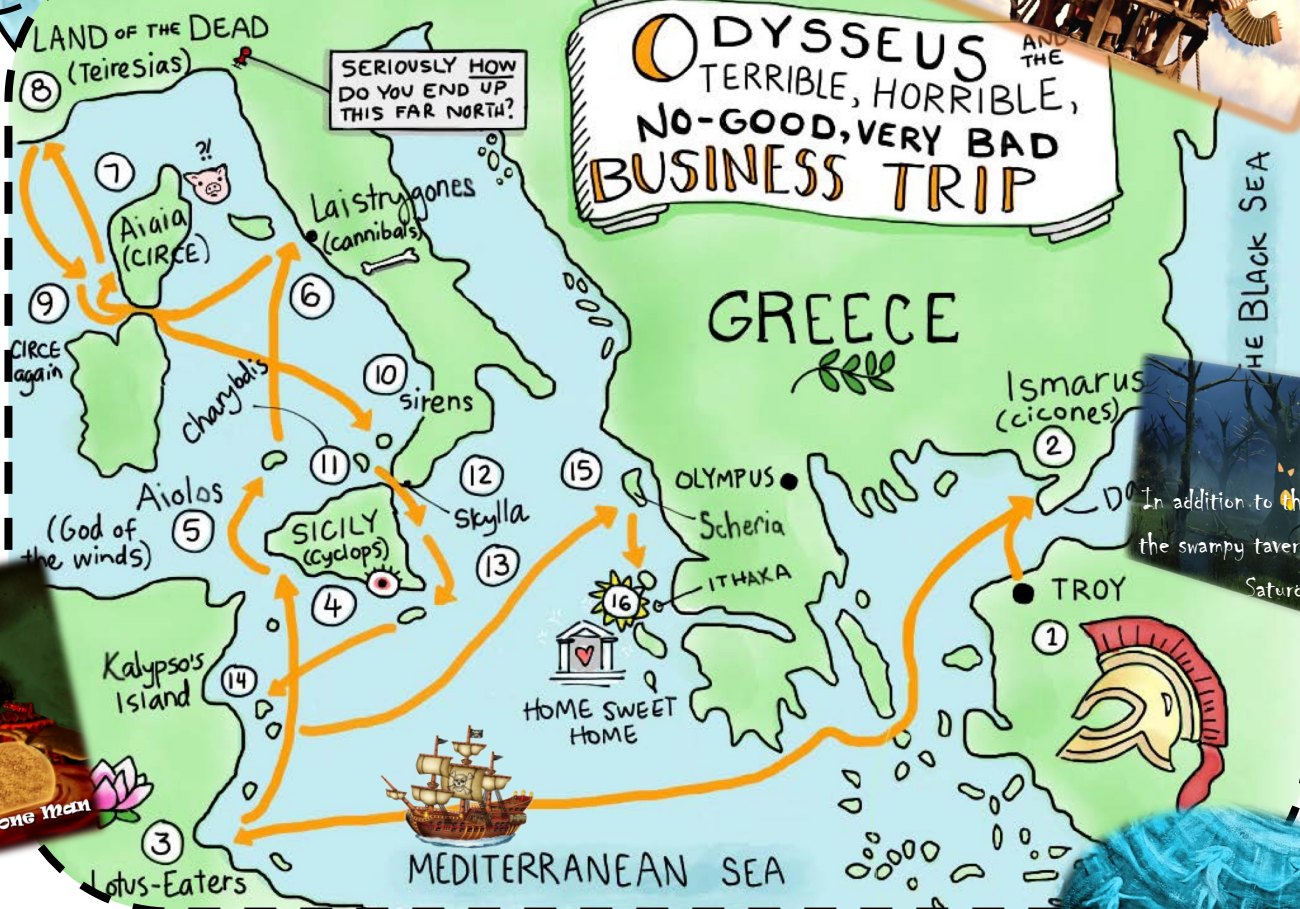 LAND OF THE DEAD
(Teiresias)
8
SERIOUSLY HOW
DO YOU END UP
THIS FAR NORTH?
ODYSSEUS AND THE
TERRIBLE, HORRIBLE,
NO-GOOD, VERY BAD
BUSINESS TRIP
7
?!
Aiaia
(CIRCE)
Laistrygones
(cannibals)
6
9
CIRCE
again
GREECE
THE BLACK SEA
10
Sirens
Charybdis
11
12
Skylla
13
15
OLYMPUS
Scheria
ITHAKA
16
HOME SWEET
HOME
Ismarus
(cicones)
2
In addition to
the swampy
Aiolos
5
(God of
the winds)
SICILY
(Cyclops)
4
TROY
1
Kalypso's
Island
14
one man
3
Lotus-Eaters
MEDITERRANEAN SEA